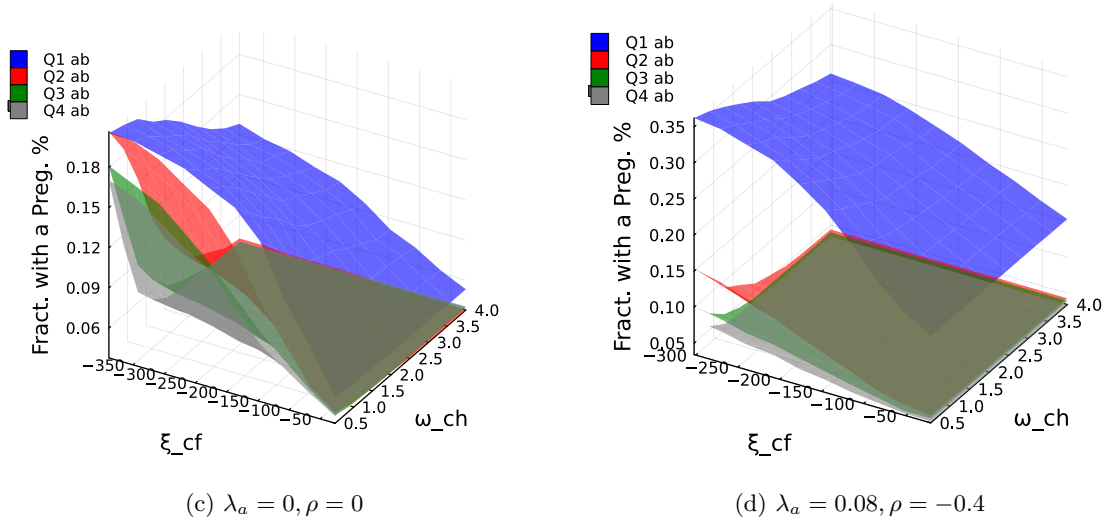 Q1 ab
Q2 ab
Q3 ab
Q4 ab
Fract. with a Preg. %
0.18
0.15
0.12
0.09
0.06
−350
−300
−250
−200
−150
−100
−50
ξ_cf
0.5
1.0
1.5
2.0
2.5
3.0
3.5
4.0
ω_ch
(c) λ_a = 0, ρ = 0
Q1 ab
Q2 ab
Q3 ab
Q4 ab
Fract. with a Preg. %
0.35
0.30
0.25
0.20
0.15
0.10
0.05
−300
−250
−200
−150
−100
−50
ξ_cf
0.5
1.0
1.5
2.0
2.5
3.0
3.5
4.0
ω_ch
(d) λ_a = 0.08, ρ = −0.4